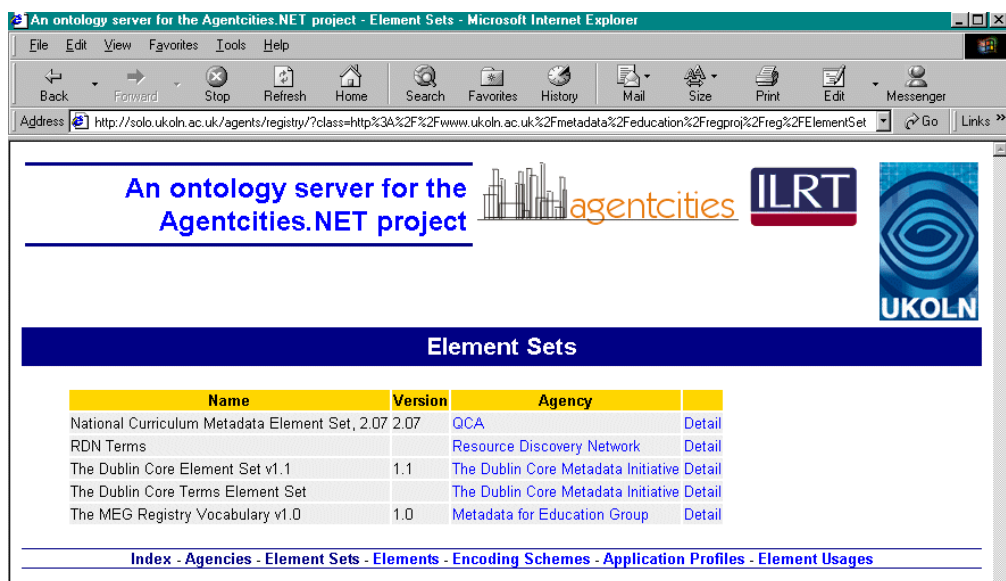 An ontology server for the Agentcities.NET project - Element Sets - Microsoft Internet Explorer
File Edit View Favorites Tools Help
Back Forward Stop Refresh Home Search Favorites History Mail Size Print Edit Messenger
Address http://solo.ukoln.ac.uk/agents/registry/?class=http%3A%2F%2Fwww.ukoln.ac.uk%2Fmetadata%2Feducation%2Fregproj%2Freg%2FElementSet Go Links »
An ontology server for the
Agentcities.NET project
agentcities
ILRT
UKOLN
Element Sets
Name Version Agency
National Curriculum Metadata Element Set, 2.07 2.07 QCA Detail
RDN Terms Resource Discovery Network Detail
The Dublin Core Element Set v1.1 1.1 The Dublin Core Metadata Initiative Detail
The Dublin Core Terms Element Set The Dublin Core Metadata Initiative Detail
The MEG Registry Vocabulary v1.0 1.0 Metadata for Education Group Detail
Index - Agencies - Element Sets - Elements - Encoding Schemes - Application Profiles - Element Usages